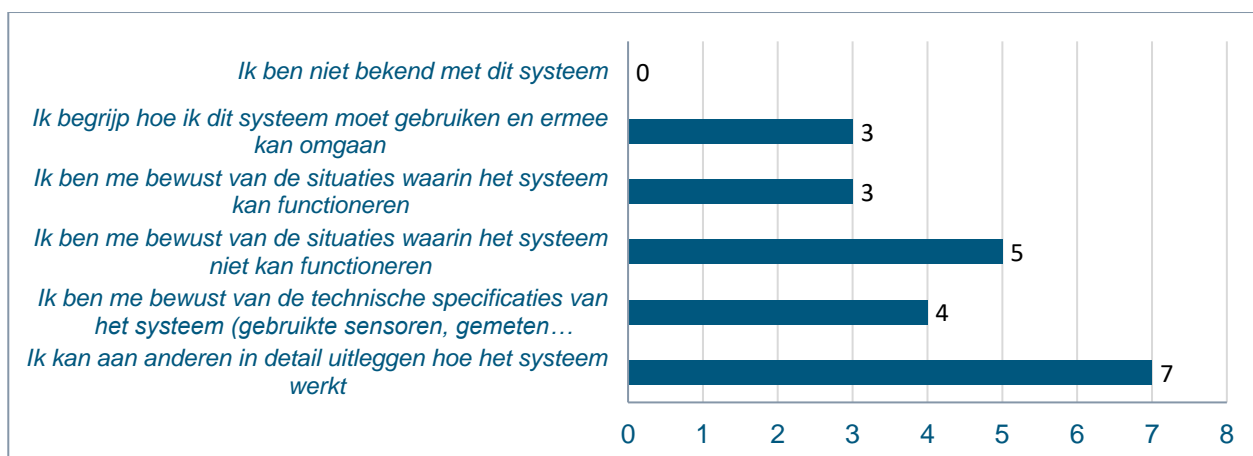 Ik ben niet bekend met dit systeem
0
Ik begrijp hoe ik dit systeem moet gebruiken en ermee
kan omgaan
3
Ik ben me bewust van de situaties waarin het systeem
kan functioneren
3
Ik ben me bewust van de situaties waarin het systeem
niet kan functioneren
5
Ik ben me bewust van de technische specificaties van
het systeem (gebruikte sensoren, gemeten…
4
Ik kan aan anderen in detail uitleggen hoe het systeem
werkt
7
0 1 2 3 4 5 6 7 8